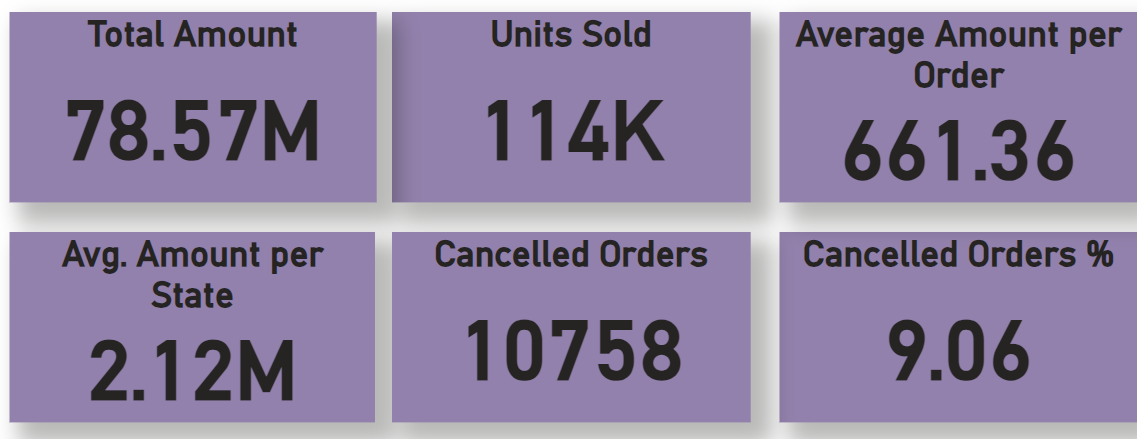 Total Amount
78.57M
Units Sold
114K
Average Amount per
Order
661.36
Avg. Amount per
State
2.12M
Cancelled Orders
10758
Cancelled Orders %
9.06